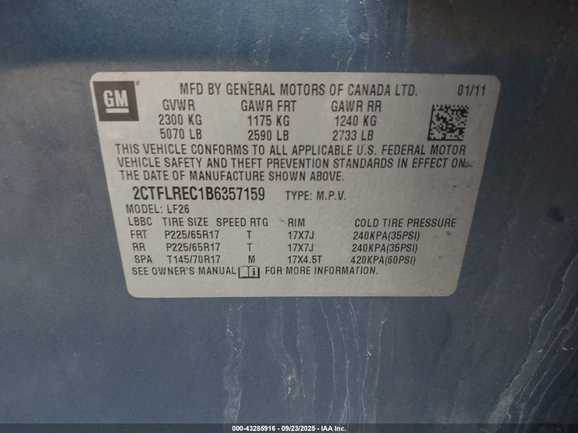 GM
MFD BY GENERAL MOTORS OF CANADA LTD. 01/11
GVWR GAWR FRT GAWR RR
2300 KG 1175 KG 1240 KG
5070 LB 2590 LB 2733 LB
THIS VEHICLE CONFORMS TO ALL APPLICABLE U.S. FEDERAL MOTOR
VEHICLE SAFETY AND THEFT PREVENTION STANDARDS IN EFFECT ON
THE DATE OF MANUFACTURE SHOWN ABOVE.
2CTFLREC1B6357159 TYPE: M.P.V.
MODEL: LF26
LBBC TIRE SIZE SPEED RTG RIM COLD TIRE PRESSURE
FRT P225/65R17 T 17X7J 240KPA(35PSI)
RR P225/65R17 T 17X7J 240KPA(35PSI)
SPA T145/70R17 M 17X4.5T 420KPA(60PSI)
SEE OWNER'S MANUAL FOR MORE INFORMATION.
000-43285916 - 09/23/2025 - IAA Inc.